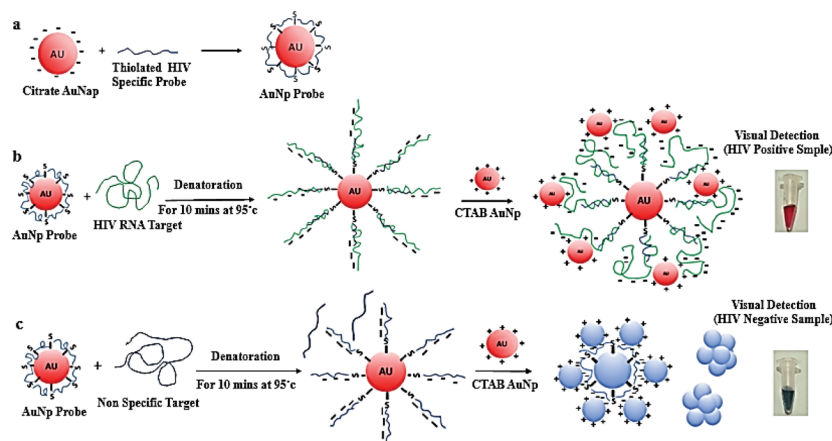 a
AU
+
Citrate AuNap
Thiolated HIV
Specific Probe
S
AU
AuNp Probe
b
AU
AuNp Probe
+
HIV RNA Target
Denatoration
For 10 mins at 95°c
AU
AU
CTAB AuNp
AU
AU
AU
AU
AU
AU
AU
Visual Detection
(HIV Positive Smple)
c
AU
AuNp Probe
+
Non Specific Target
Denatoration
For 10 mins at 95°c
AU
AU
CTAB AuNp
Visual Detection
(HIV Negative Sample)